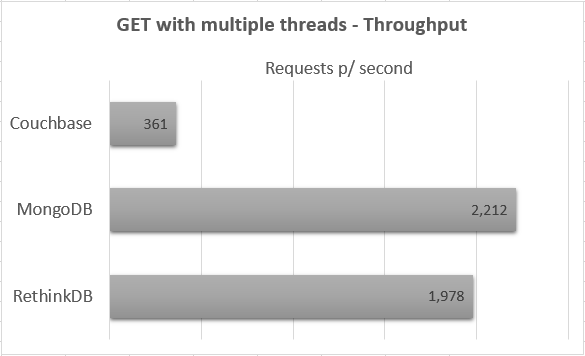 GET with multiple threads - Throughput
Requests p/ second
Couchbase 361
MongoDB 2,212
RethinkDB 1,978